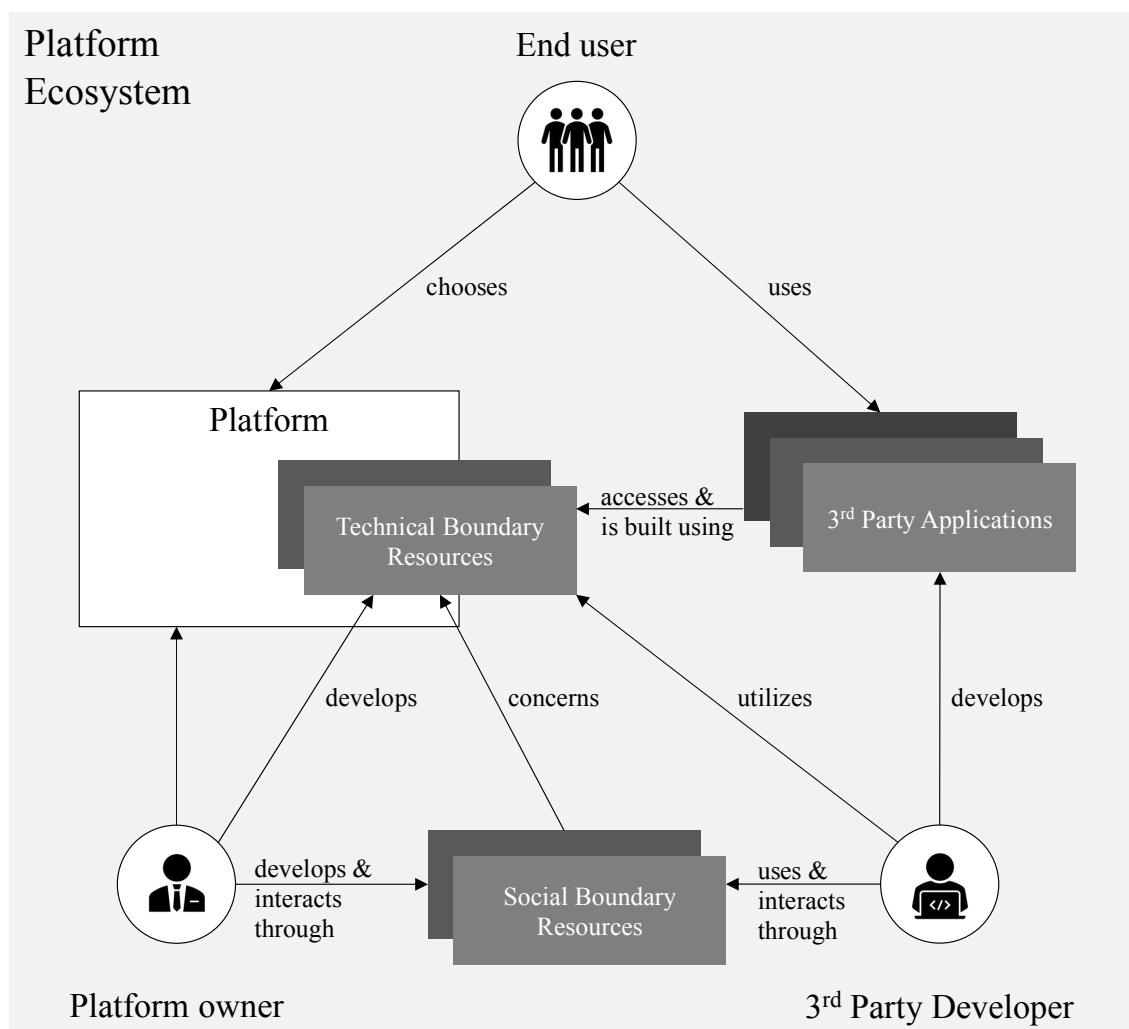 Platform
Ecosystem
End user
chooses
uses
Platform
Technical Boundary
Resources
accesses &
is built using
3rd Party Applications
develops
concerns
utilizes
develops
develops &
interacts
through
Social Boundary
Resources
uses &
interacts
through
</>
Platform owner
3rd Party Developer